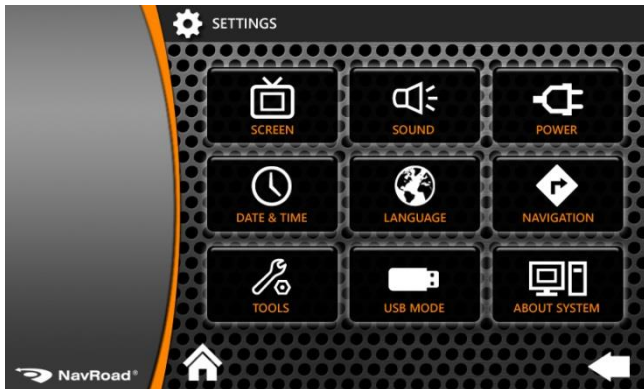 SETTINGS
SCREEN
SOUND
POWER
DATE & TIME
LANGUAGE
NAVIGATION
TOOLS
USB MODE
ABOUT SYSTEM
NavRoad®